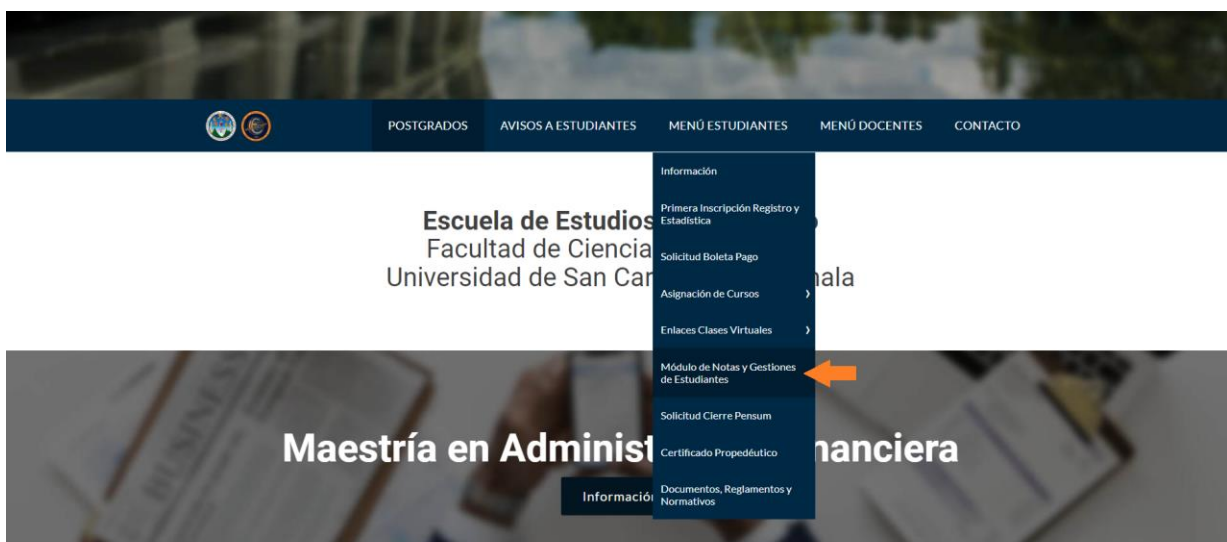 POSTGRADOS AVISOS A ESTUDIANTES MENÚ ESTUDIANTES MENÚ DOCENTES CONTACTO
Información
Primera Inscripción Registro y
Estadística
Solicitud Boleta Pago
Asignación de Cursos
Enlaces Clases Virtuales
Módulo de Notas y Gestiones
de Estudiantes
Solicitud Cierre Pensum
Certificado Propedéutico
Documentos, Reglamentos y
Normativos
Escuela de Estudios
Facultad de Ciencia
Universidad de San Car nala
BUSINESS
Maestría en Administ nanciera
Informació